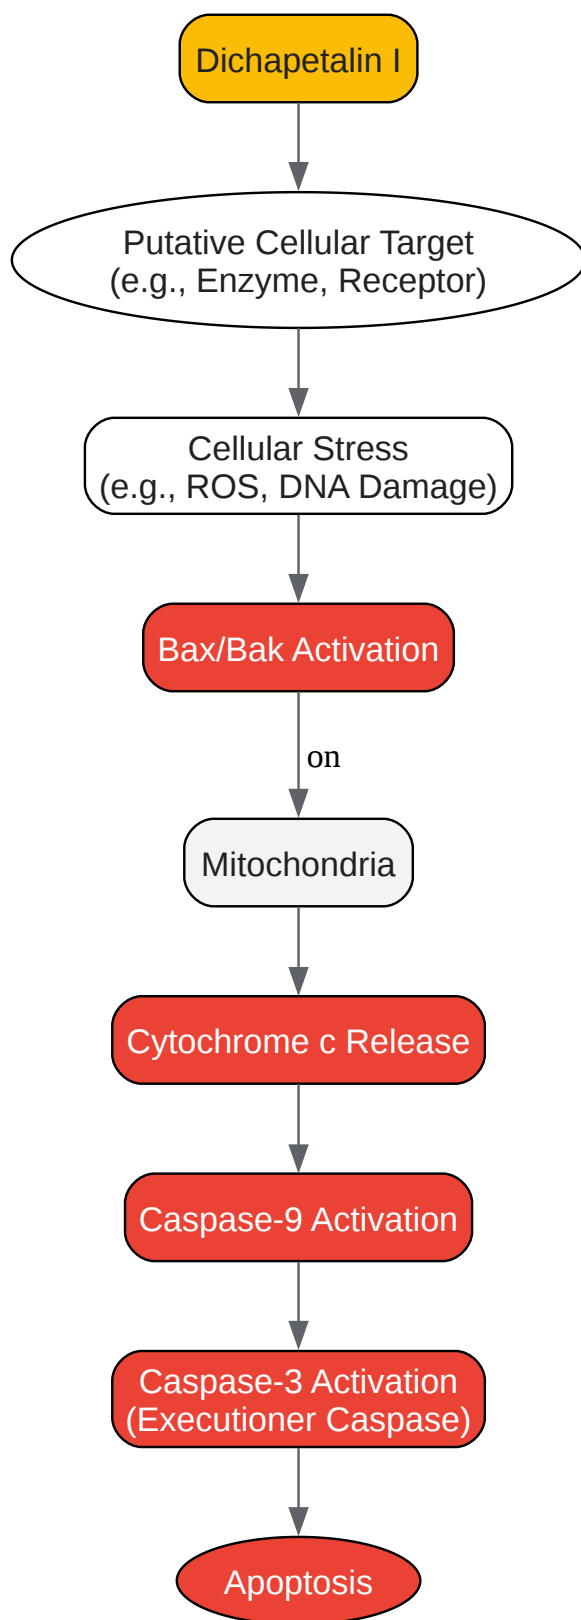 Dichapetalin I
Putative Cellular Target
(e.g., Enzyme, Receptor)
Cellular Stress
(e.g., ROS, DNA Damage)
Bax/Bak Activation
on
Mitochondria
Cytochrome c Release
Caspase-9 Activation
Caspase-3 Activation
(Executioner Caspase)
Apoptosis